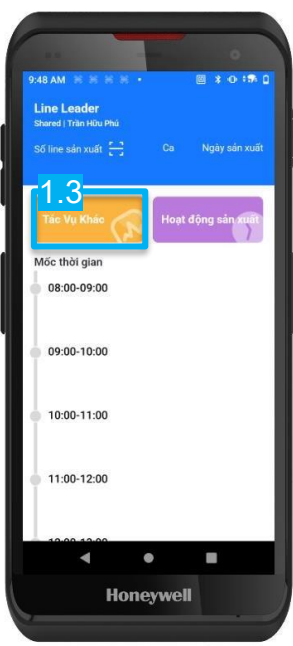 9:48 AM
Line Leader
Shared | Trần Hữu Phú
Số line sản xuất
Ca
Ngày sản xuất
1.3
Tác Vụ Khác
Hoạt động sản xuất
Mốc thời gian
08:00-09:00
09:00-10:00
10:00-11:00
11:00-12:00
Honeywell